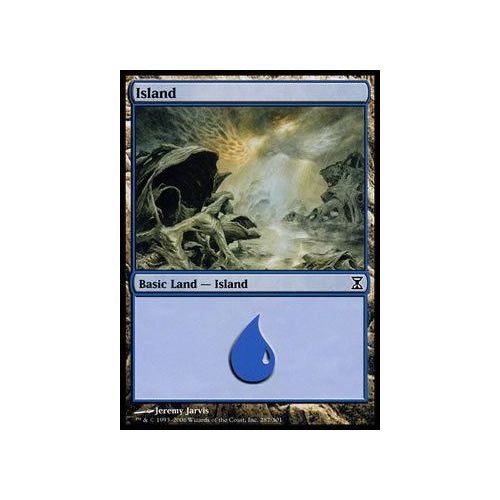 Island
Basic Land — Island
Jeremy Jarvis
™ & © 1993–2006 Wizards of the Coast, Inc. 287/301